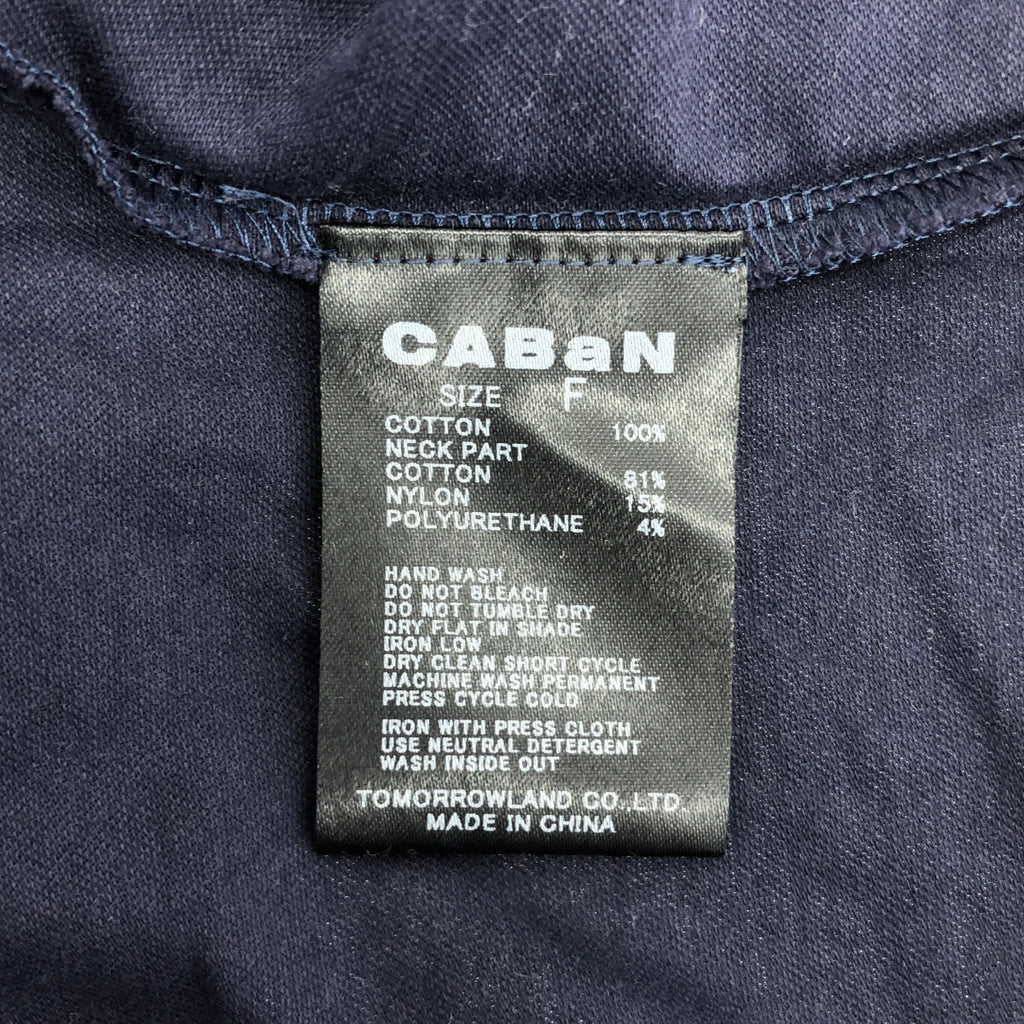 CABaN
SIZE F
COTTON 100%
NECK PART
COTTON 81%
NYLON 15%
POLYURETHANE 4%
HAND WASH
DO NOT BLEACH
DO NOT TUMBLE DRY
DRY FLAT IN SHADE
IRON LOW
DRY CLEAN SHORT CYCLE
MACHINE WASH PERMANENT
PRESS CYCLE COLD
IRON WITH PRESS CLOTH
USE NEUTRAL DETERGENT
WASH INSIDE OUT
TOMORROWLAND CO.,LTD.
MADE IN CHINA